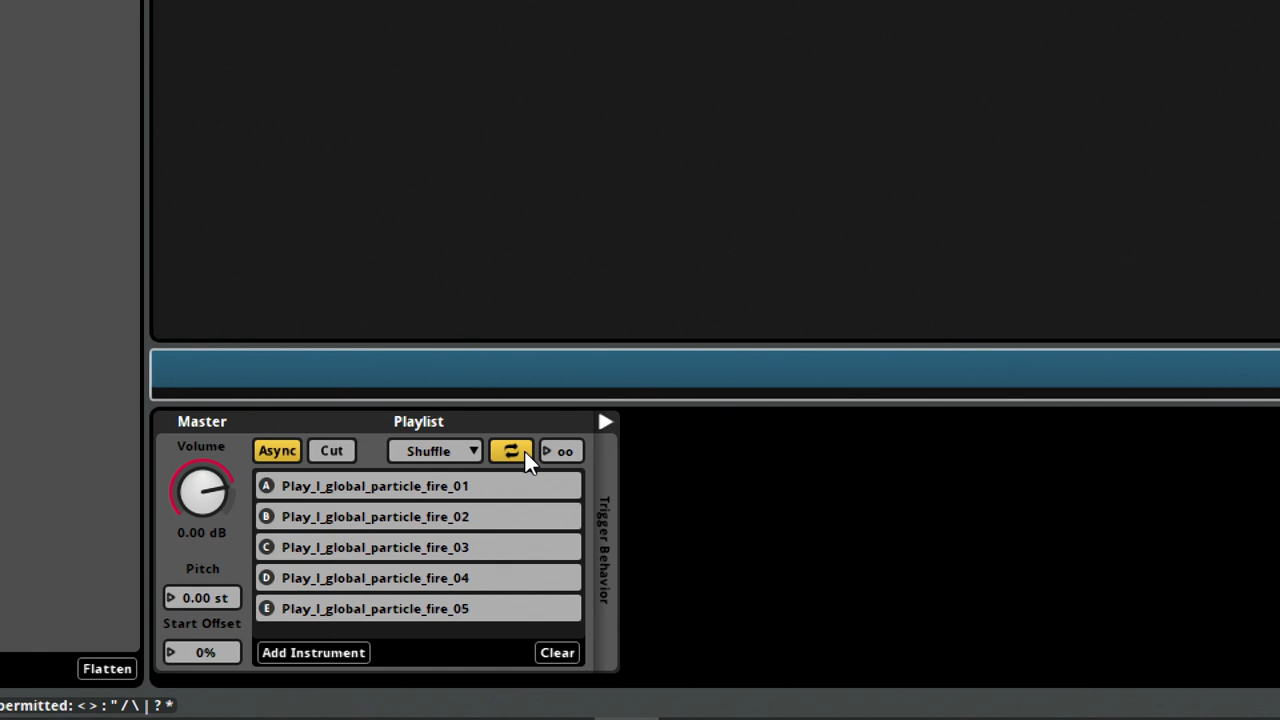 Master
Playlist
Volume
Async
Cut
Shuffle
oo
A Play_l_global_particle_fire_01
B Play_l_global_particle_fire_02
C Play_l_global_particle_fire_03
D Play_l_global_particle_fire_04
E Play_l_global_particle_fire_05
0.00 dB
Pitch
0.00 st
Start Offset
0%
Add Instrument
Clear
Trigger Behavior
Flatten
permitted: < > : " / \ | ? *